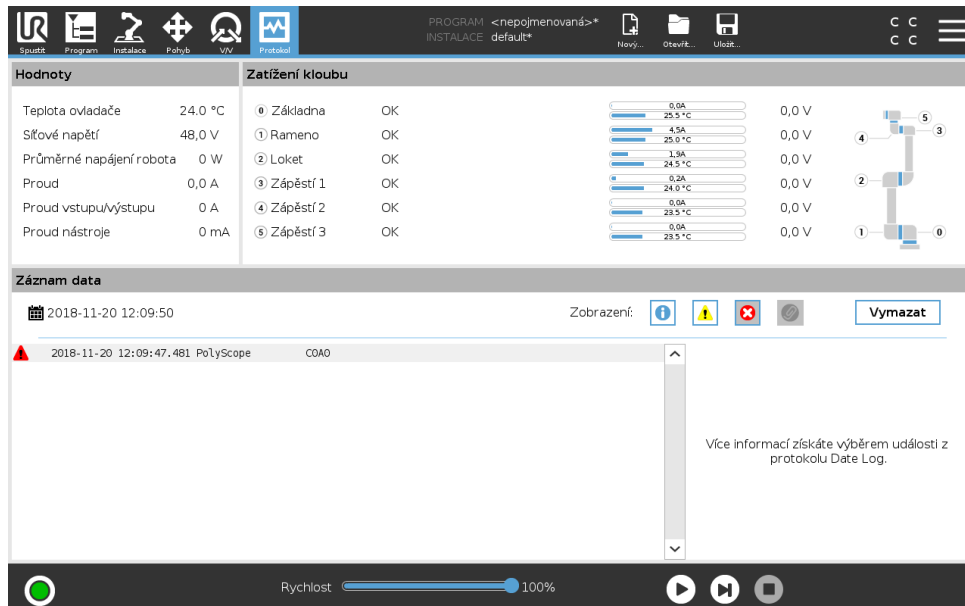 UR
PROGRAM <nepojmenovaná>*
INSTALACE default*
C C
C C
Spustit Program Instalace Pohyb V/V Protokol Nový... Otevřít... Uložit...
Hodnoty Zatížení kloubu
Teplota ovladače 24.0 °C 0 Základna OK 0,0A 25.5 °C 0,0 V
Síťové napětí 48,0 V 1 Rameno OK 4,5A 25.0 °C 0,0 V
Průměrné napájení robota 0 W 2 Loket OK 1,9A 24.5 °C 0,0 V
Proud 0,0 A 3 Zápěstí 1 OK 0,2A 24.0 °C 0,0 V
Proud vstupu/výstupu 0 A 4 Zápěstí 2 OK 0,0A 23.5 °C 0,0 V
Proud nástroje 0 mA 5 Zápěstí 3 OK 0,0A 23.5 °C 0,0 V
5
4 3
2
1 0
Záznam data
2018-11-20 12:09:50 Zobrazení: Vymazat
2018-11-20 12:09:47.481 PolyScope C0A0
Více informací získáte výběrem události z
protokolu Date Log.
Rychlost 100%